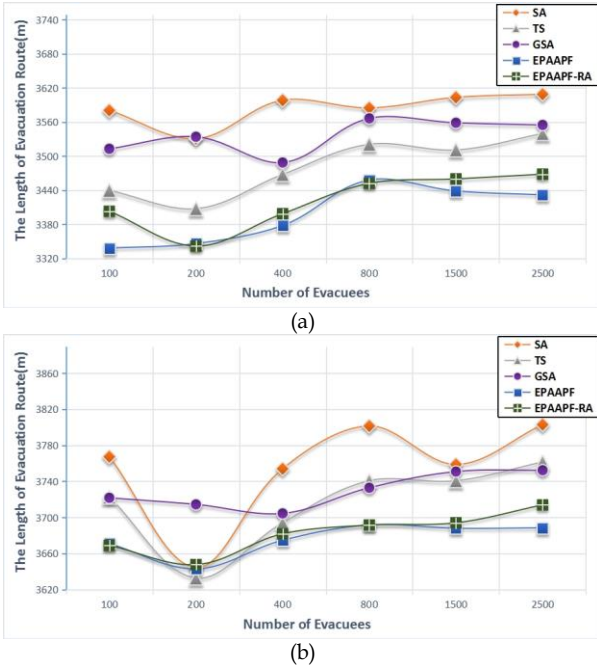 SA
TS
GSA
EPAAPF
EPAAPF-RA
The Length of Evacuation Route(m)
3740
3680
3620
3560
3500
3440
3380
3320
100 200 400 800 1500 2500
Number of Evacuees
(a)
SA
TS
GSA
EPAAPF
EPAAPF-RA
The Length of Evacuation Route(m)
3860
3820
3780
3740
3700
3660
3620
100 200 400 800 1500 2500
Number of Evacuees
(b)